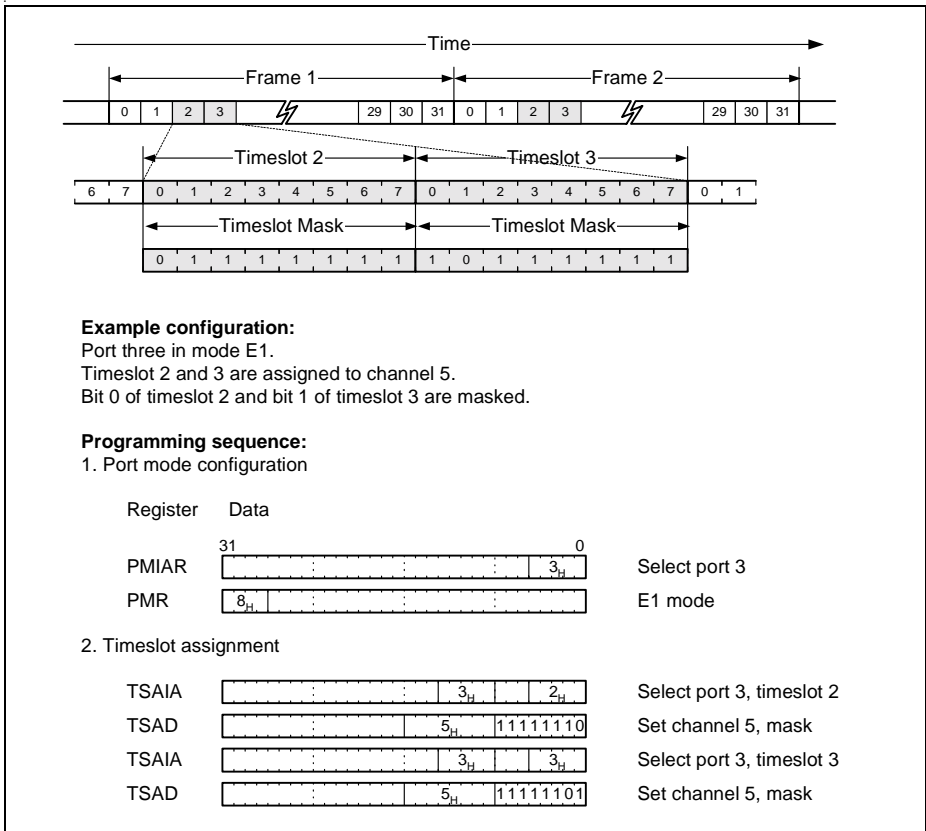 Time
Frame 1 Frame 2
0 1 2 3 29 30 31 0 1 2 3 29 30 31
Timeslot 2 Timeslot 3
6 7 0 1 2 3 4 5 6 7 0 1 2 3 4 5 6 7 0 1
Timeslot Mask Timeslot Mask
0 1 1 1 1 1 1 1 1 0 1 1 1 1 1 1
Example configuration:
Port three in mode E1.
Timeslot 2 and 3 are assigned to channel 5.
Bit 0 of timeslot 2 and bit 1 of timeslot 3 are masked.
Programming sequence:
1. Port mode configuration
Register Data
31 0
PMIAR 3H Select port 3
PMR 8H E1 mode
2. Timeslot assignment
TSAIA 3H 2H Select port 3, timeslot 2
TSAD 5H 11111110 Set channel 5, mask
TSAIA 3H 3H Select port 3, timeslot 3
TSAD 5H 11111101 Set channel 5, mask